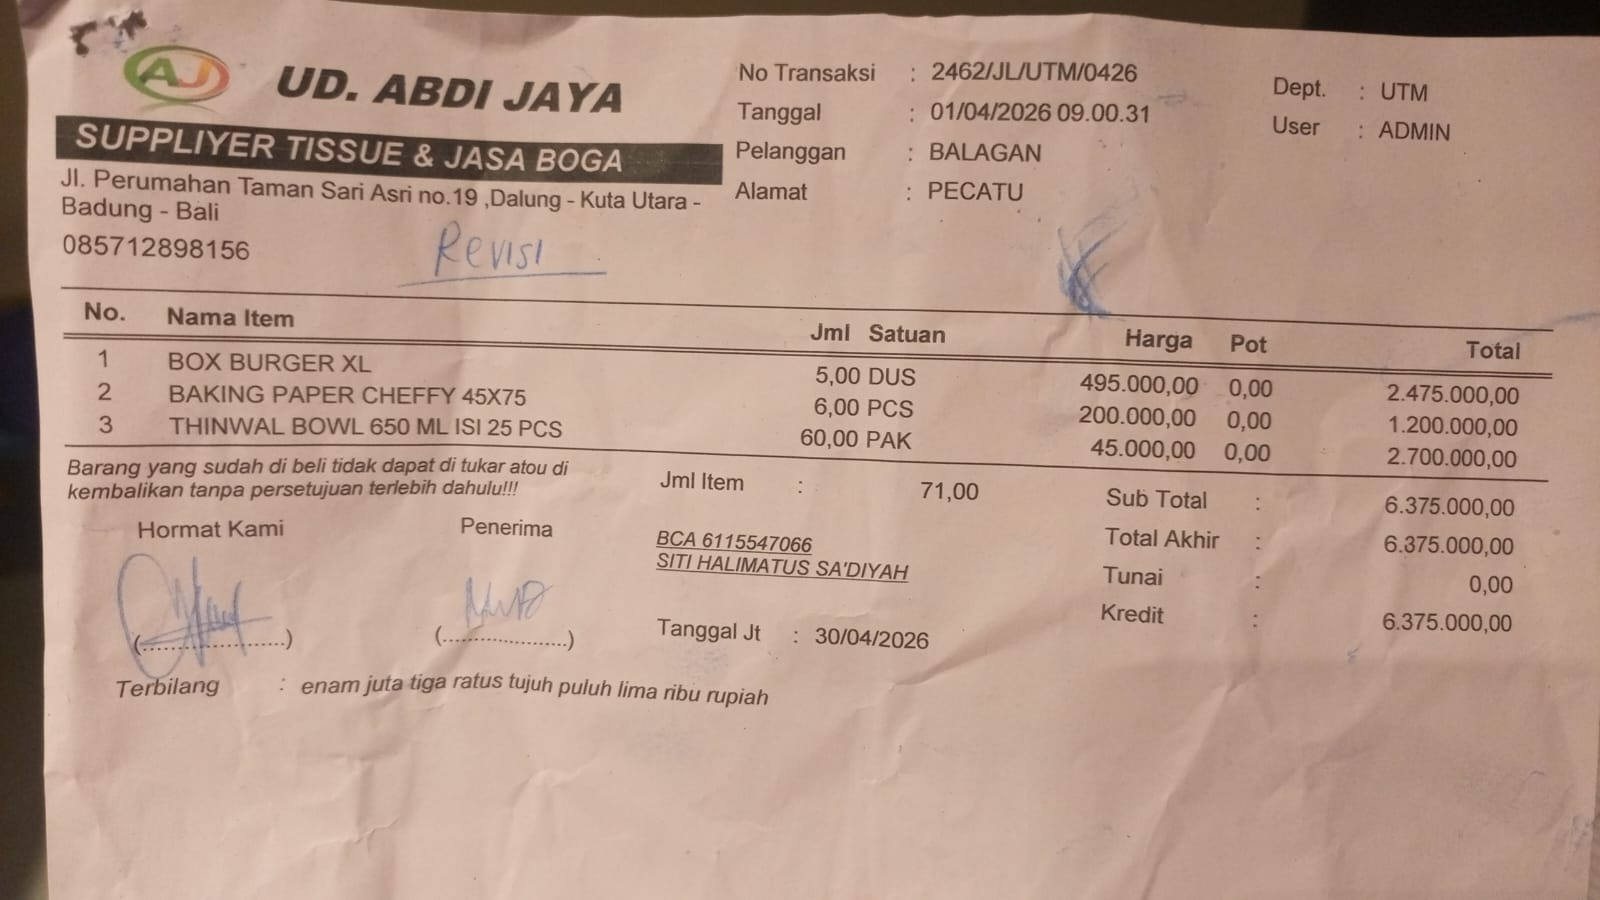 AJ UD. ABDI JAYA
SUPPLIYER TISSUE & JASA BOGA
Jl. Perumahan Taman Sari Asri no.19 ,Dalung - Kuta Utara -
Badung - Bali
085712898156
Revisi
No Transaksi : 2462/JL/UTM/0426
Tanggal : 01/04/2026 09.00.31
Pelanggan : BALAGAN
Alamat : PECATU
Dept. : UTM
User : ADMIN
No. Nama Item Jml Satuan Harga Pot Total
1 BOX BURGER XL 5,00 DUS 495.000,00 0,00 2.475.000,00
2 BAKING PAPER CHEFFY 45X75 6,00 PCS 200.000,00 0,00 1.200.000,00
3 THINWAL BOWL 650 ML ISI 25 PCS 60,00 PAK 45.000,00 0,00 2.700.000,00
Barang yang sudah di beli tidak dapat di tukar atou di
kembalikan tanpa persetujuan terlebih dahulu!!!
Hormat Kami Penerima
(........................) (.....................)
Jml Item : 71,00
BCA 6115547066
SITI HALIMATUS SA'DIYAH
Tanggal Jt : 30/04/2026
Sub Total : 6.375.000,00
Total Akhir : 6.375.000,00
Tunai : 0,00
Kredit : 6.375.000,00
Terbilang : enam juta tiga ratus tujuh puluh lima ribu rupiah